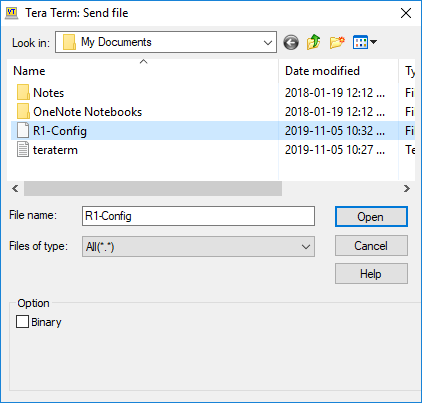 VT Tera Term: Send file
Look in: My Documents
Name Date modified Ty
Notes 2018-01-19 12:12 ... Fi
OneNote Notebooks 2018-01-19 12:12 ... Fi
R1-Config 2019-11-05 10:32 ... Fi
teraterm 2019-11-05 10:27 ... Te
File name: R1-Config Open
Files of type: All(*.*) Cancel
Help
Option
Binary